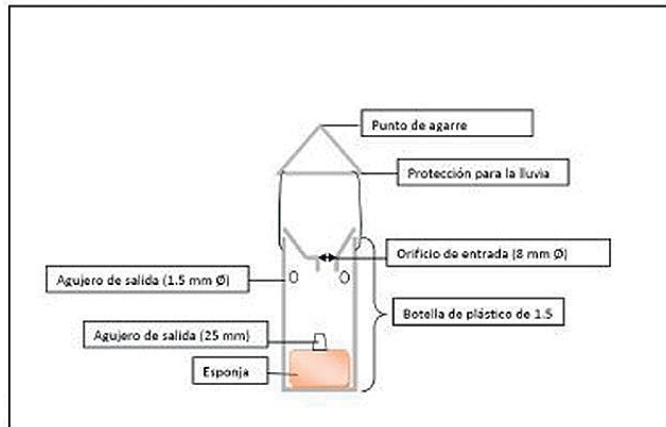 Punto de agarre
Protección para la lluvia
Orificio de entrada (8 mm Ø)
Agujero de salida (1.5 mm Ø)
Botella de plástico de 1.5
Agujero de salida (25 mm)
Esponja